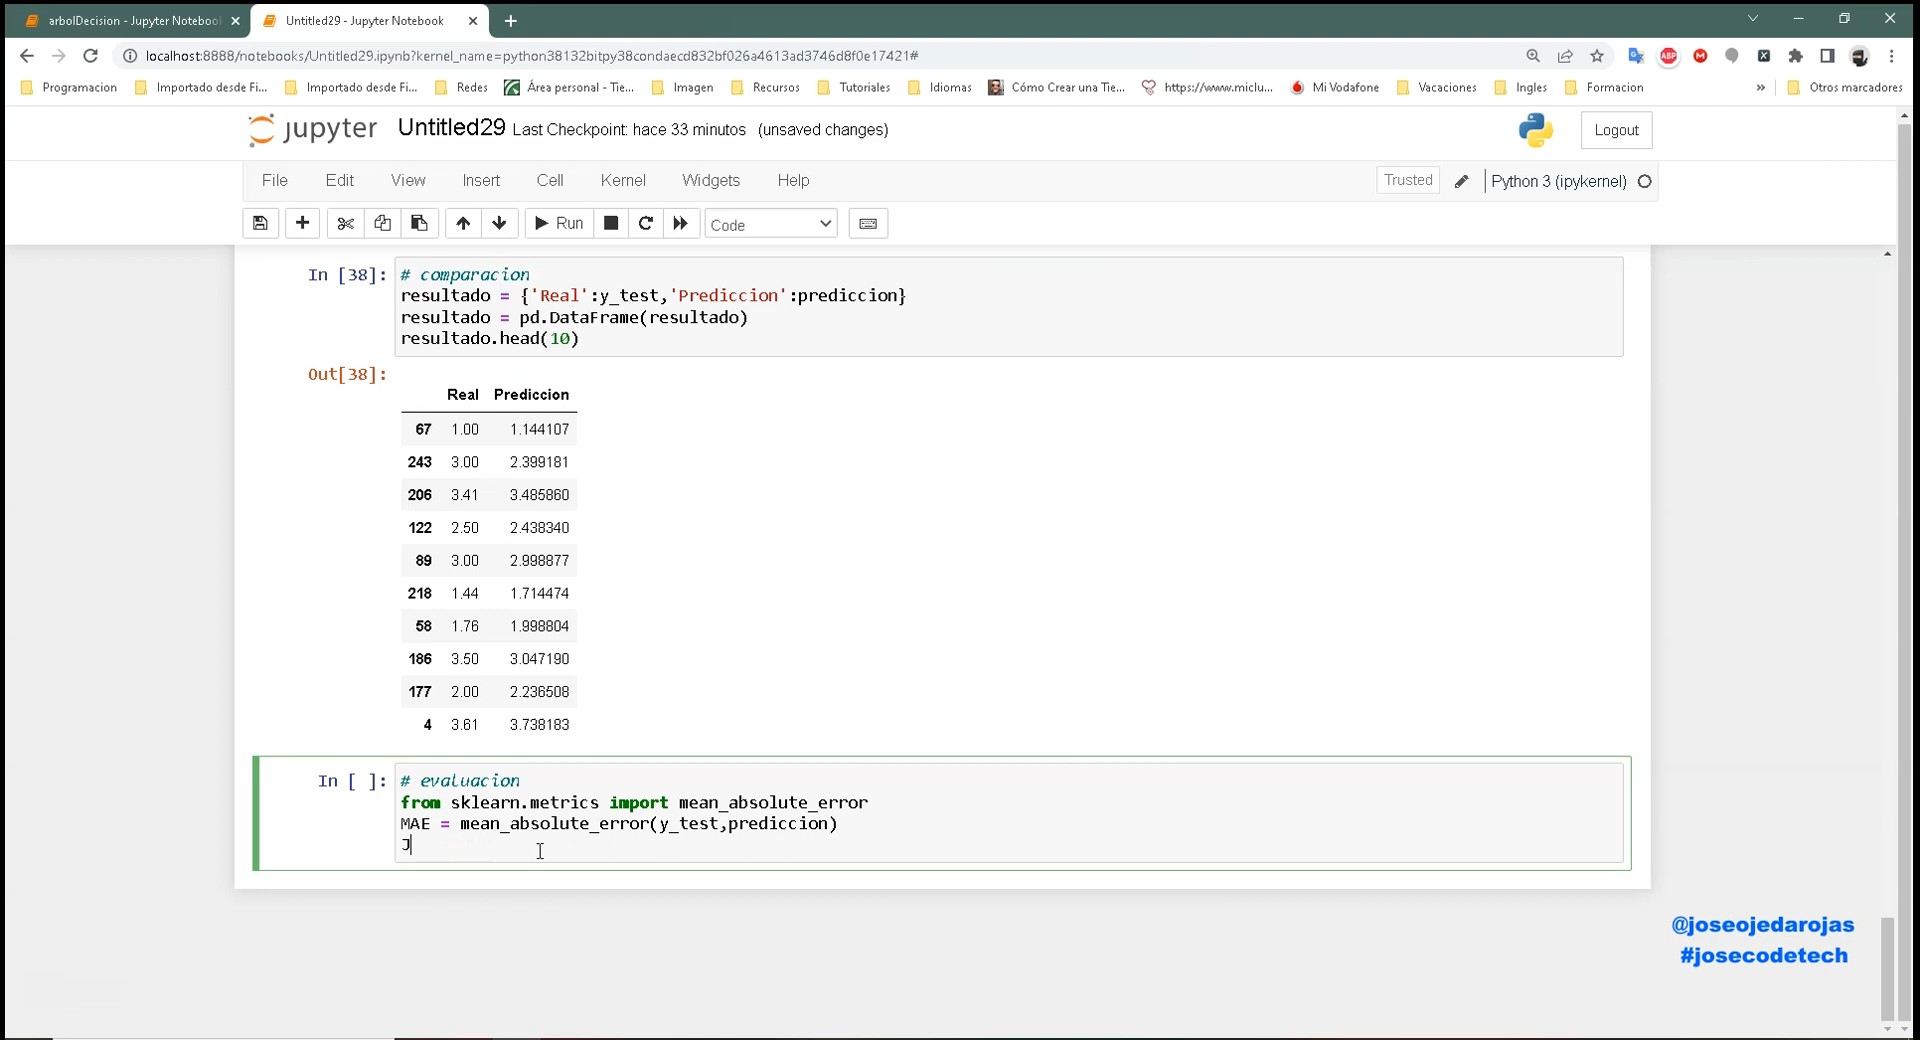 arbolDecision - Jupyter Notebook
Untitled29 - Jupyter Notebook
localhost:8888/notebooks/Untitled29.ipynb?kernel_name=python38132bitpy38condaecd832bf026a4613ad3746d8f0e17421#
Programacion Importado desde Fi... Importado desde Fi... Redes Área personal - Tie... Imagen Recursos Tutoriales Idiomas Cómo Crear una Tie... https://www.miclu... Mi Vodafone Vacaciones Ingles Formacion » Otros marcadores
jupyter Untitled29 Last Checkpoint: hace 33 minutos (unsaved changes) Logout
File Edit View Insert Cell Kernel Widgets Help Trusted Python 3 (ipykernel)
Run Code
In [38]: # comparacion
resultado = {'Real':y_test,'Prediccion':prediccion}
resultado = pd.DataFrame(resultado)
resultado.head(10)
Out[38]:
Real Prediccion
67 1.00 1.144107
243 3.00 2.399181
206 3.41 3.485860
122 2.50 2.438340
89 3.00 2.998877
218 1.44 1.714474
58 1.76 1.998804
186 3.50 3.047190
177 2.00 2.236508
4 3.61 3.738183
In [ ]: # evaluacion
from sklearn.metrics import mean_absolute_error
MAE = mean_absolute_error(y_test,prediccion)
J
@joseojedarojas
#josecodetech